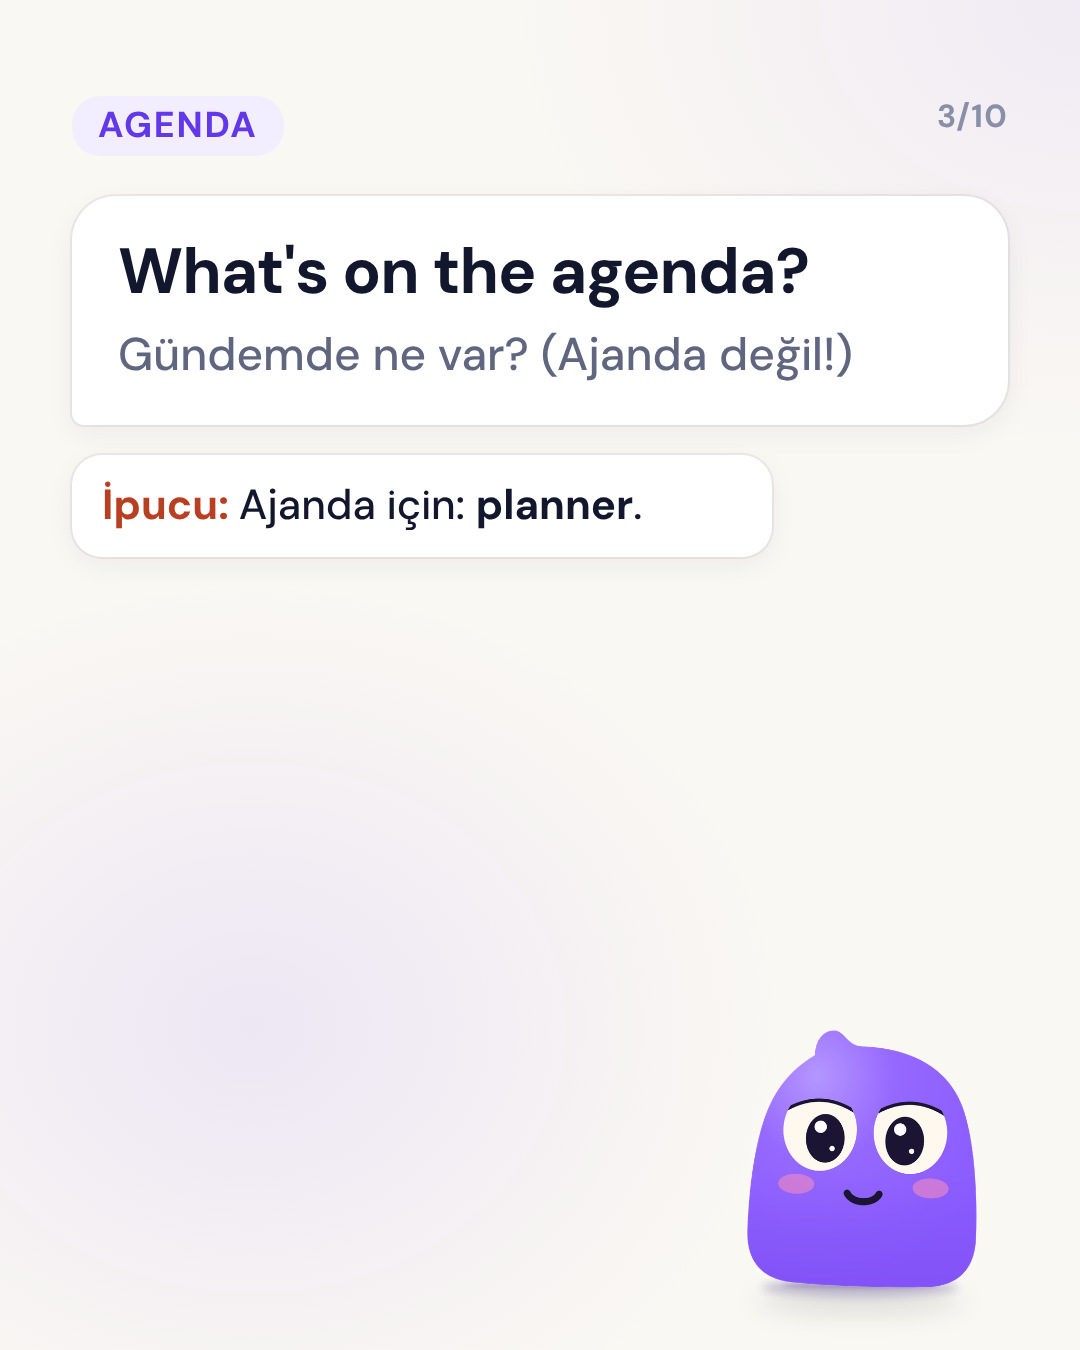 AGENDA
3/10
What's on the agenda?
Gündemde ne var? (Ajanda değil!)
İpucu: Ajanda için: planner.